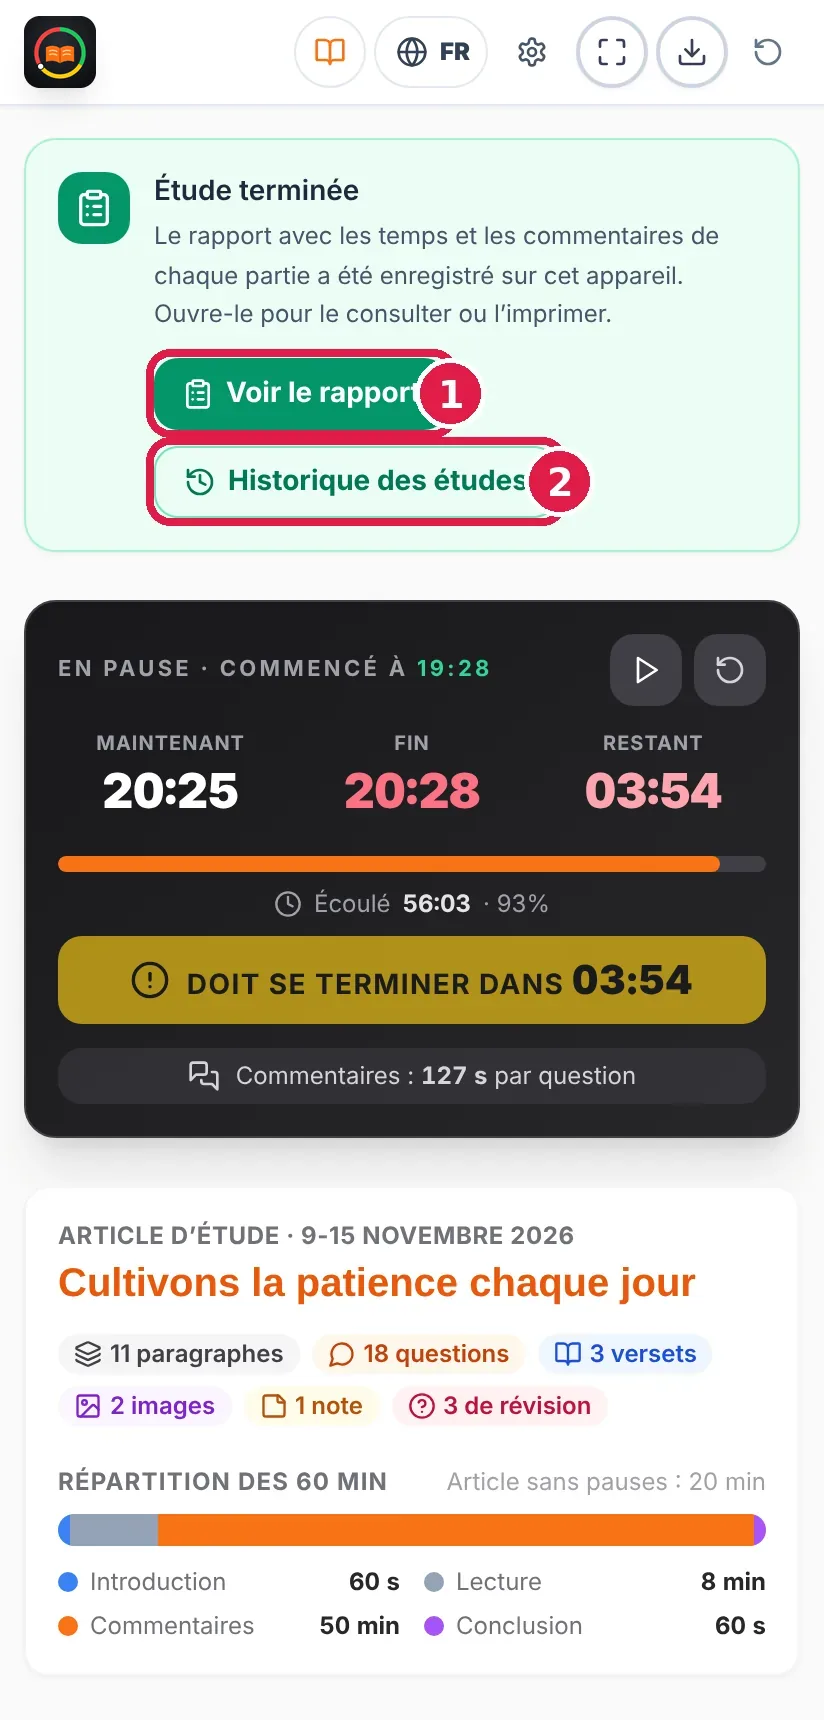 FR
Étude terminée
Le rapport avec les temps et les commentaires de
chaque partie a été enregistré sur cet appareil.
Ouvre-le pour le consulter ou l’imprimer.
Voir le rapport
1
Historique des études
2
EN PAUSE · COMMENCÉ À 19:28
MAINTENANT FIN RESTANT
20:25 20:28 03:54
Écoulé 56:03 · 93%
DOIT SE TERMINER DANS 03:54
Commentaires : 127 s par question
ARTICLE D’ÉTUDE · 9-15 NOVEMBRE 2026
Cultivons la patience chaque jour
11 paragraphes 18 questions 3 versets
2 images 1 note 3 de révision
RÉPARTITION DES 60 MIN Article sans pauses : 20 min
Introduction 60 s Lecture 8 min
Commentaires 50 min Conclusion 60 s